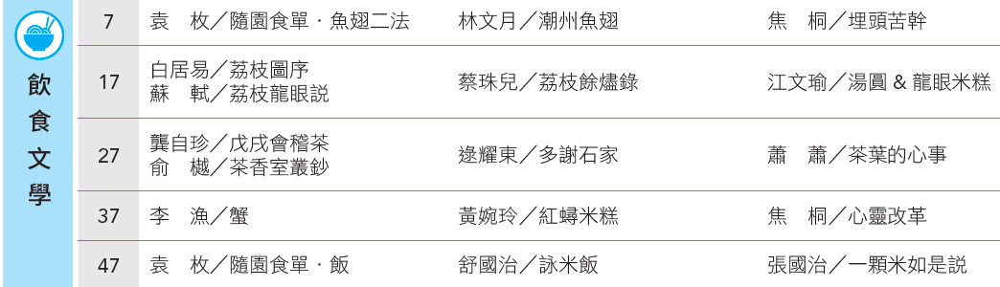 飲食文學
7 袁　枚／隨園食單．魚翅二法 林文月／潮州魚翅 焦　桐／埋頭苦幹
17 白居易／荔枝圖序
蘇　軾／荔枝龍眼説 蔡珠兒／荔枝餘燼錄 江文瑜／湯圓 & 龍眼米糕
27 龔自珍／戊戌會稽茶
俞　樾／茶香室叢鈔 逯耀東／多謝石家 蕭　蕭／茶葉的心事
37 李　漁／蟹 黃婉玲／紅蟳米糕 焦　桐／心靈改革
47 袁　枚／隨園食單．飯 舒國治／詠米飯 張國治／一顆米如是説